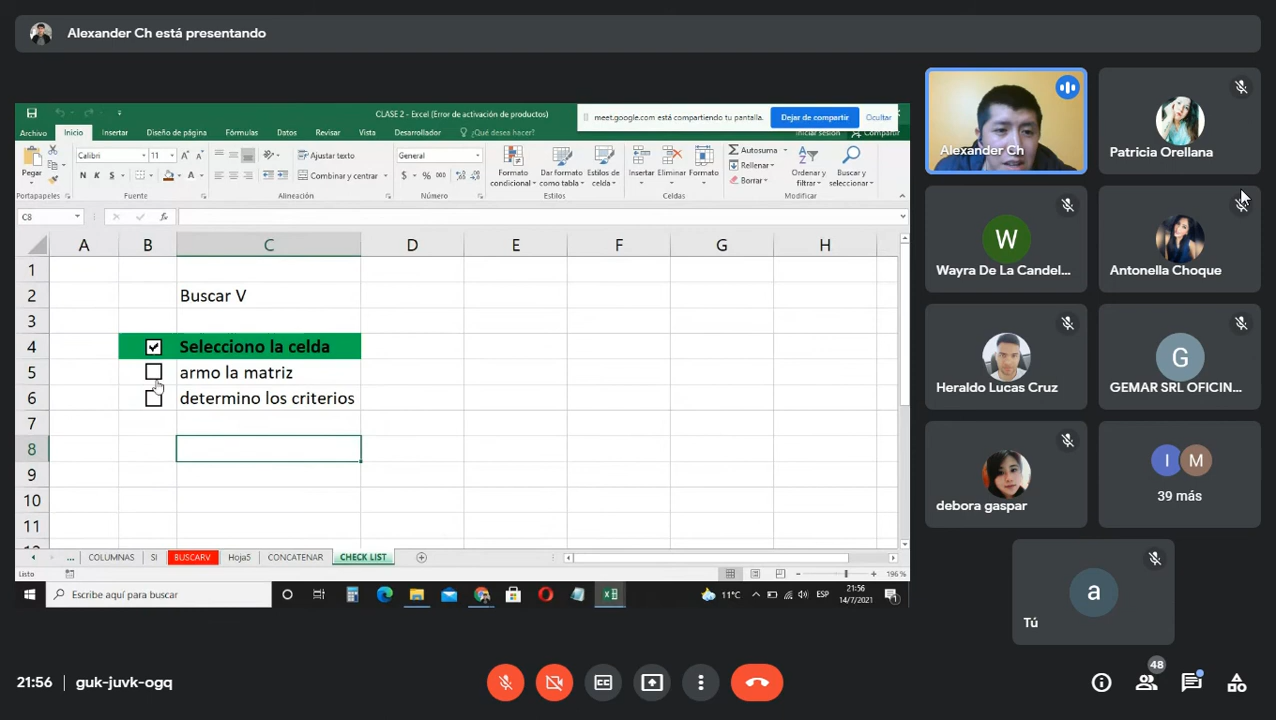 Alexander Ch está presentando
CLASE 2 - Excel (Error de activación de productos)
meet.google.com está compartiendo tu pantalla.
Dejar de compartir
Ocultar
Archivo
Inicio
Insertar
Diseño de página
Fórmulas
Datos
Revisar
Vista
Desarrollador
¿Qué desea hacer?
Iniciar sesión
Compartir
Pegar
Calibri
11
N K S
Ajustar texto
Combinar y centrar
General
Formato condicional
Dar formato como tabla
Estilos de celda
Insertar
Eliminar
Formato
Autosuma
Rellenar
Borrar
Ordenar y filtrar
Buscar y seleccionar
Portapapeles
Fuente
Alineación
Número
Estilos
Celdas
Modificar
C8
fx
A B C D E F G H
1
2 Buscar V
3
4 Selecciono la celda
5 armo la matriz
6 determino los criterios
7
8
9
10
11
... COLUMNAS SI BUSCARV Hoja5 CONCATENAR CHECK LIST
Listo
196 %
Escribe aquí para buscar
11°C
ESP
21:56
14/7/2021
1
Alexander Ch
Patricia Orellana
W
Wayra De La Candel...
Antonella Choque
Heraldo Lucas Cruz
G
GEMAR SRL OFICIN...
debora gaspar
I M
39 más
a
Tú
21:56 | guk-juvk-ogq
48